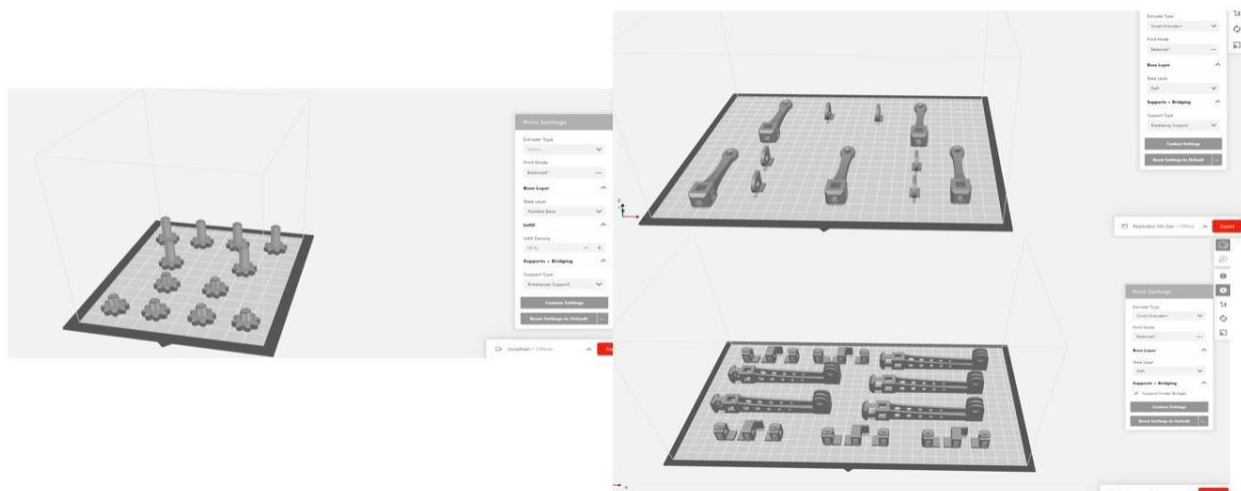 Print Settings
Extruder Type
Print Mode
Balanced*
Base Layer
Base Layer
Padded Base
Infill
Infill Density
Supports + Bridging
Support Type
Breakaway Support
Custom Settings
Reset Settings to Default
Extruder Type
Smart Extruder+
Print Mode
Balanced*
Base Layer
Base Layer
Raft
Supports + Bridging
Support Type
Breakaway Support
Custom Settings
Reset Settings to Default
Export
Print Settings
Extruder Type
Smart Extruder+
Print Mode
Balanced*
Base Layer
Base Layer
Raft
Supports + Bridging
Support Under Bridges
Custom Settings
Reset Settings to Default